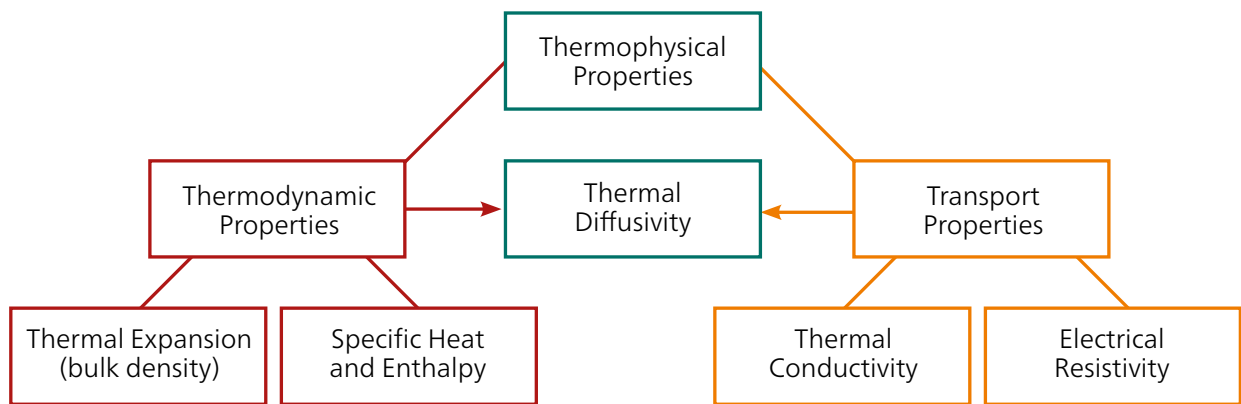 Thermophysical
Properties
Thermodynamic
Properties
Thermal
Diffusivity
Transport
Properties
Thermal Expansion
(bulk density)
Specific Heat
and Enthalpy
Thermal
Conductivity
Electrical
Resistivity